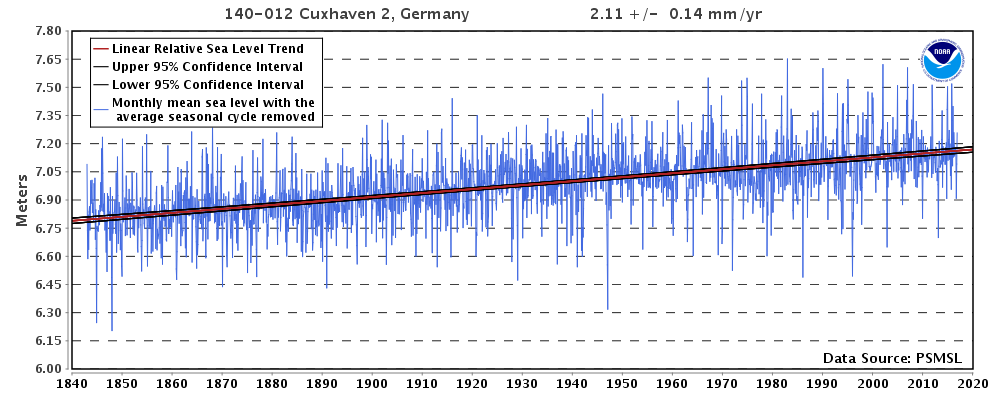 140-012 Cuxhaven 2, Germany 2.11 +/- 0.14 mm/yr
Linear Relative Sea Level Trend
Upper 95% Confidence Interval
Lower 95% Confidence Interval
Monthly mean sea level with the
average seasonal cycle removed
NOAA
Meters
7.80
7.65
7.50
7.35
7.20
7.05
6.90
6.75
6.60
6.45
6.30
6.15
6.00
Data Source: PSMSL
1840 1850 1860 1870 1880 1890 1900 1910 1920 1930 1940 1950 1960 1970 1980 1990 2000 2010 2020